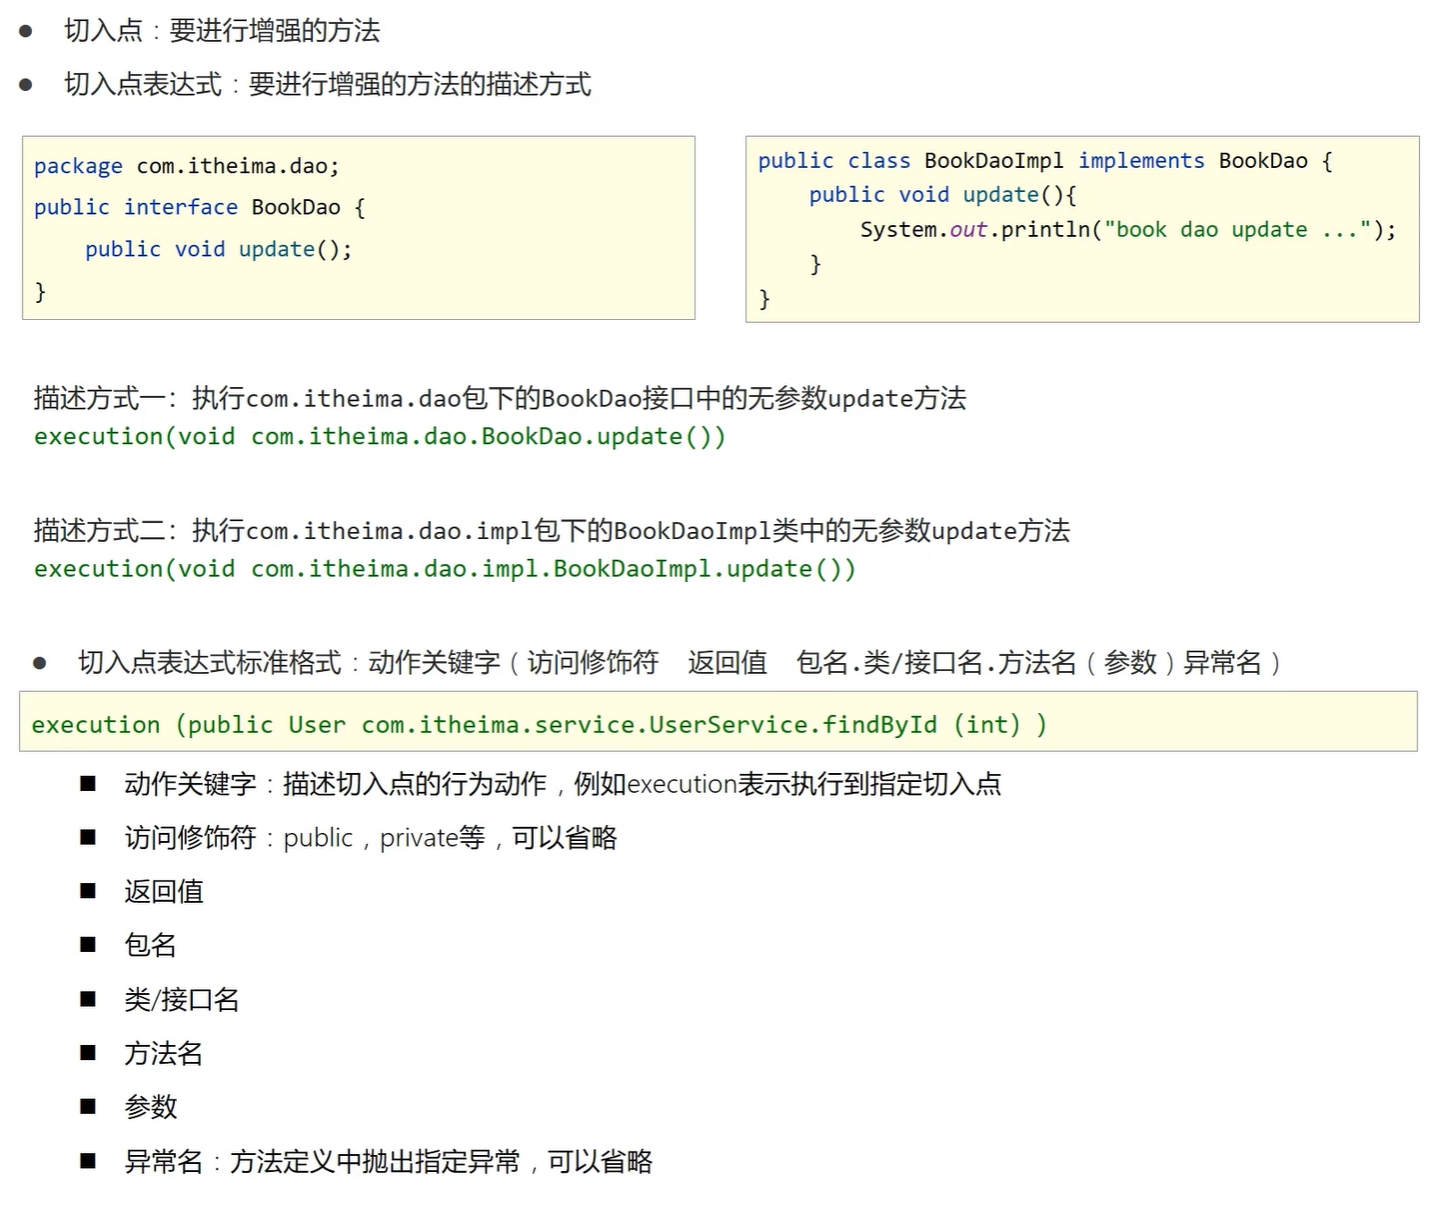 ● 切入点：要进行增强的方法
● 切入点表达式：要进行增强的方法的描述方式
package com.itheima.dao;
public interface BookDao {
    public void update();
}
public class BookDaoImpl implements BookDao {
    public void update(){
        System.out.println("book dao update ...");
    }
}
描述方式一：执行com.itheima.dao包下的BookDao接口中的无参数update方法
execution(void com.itheima.dao.BookDao.update())
描述方式二：执行com.itheima.dao.impl包下的BookDaoImpl类中的无参数update方法
execution(void com.itheima.dao.impl.BookDaoImpl.update())
● 切入点表达式标准格式：动作关键字（访问修饰符  返回值  包名.类/接口名.方法名（参数）异常名）
execution (public User com.itheima.service.UserService.findById (int) )
■ 动作关键字：描述切入点的行为动作，例如execution表示执行到指定切入点
■ 访问修饰符：public，private等，可以省略
■ 返回值
■ 包名
■ 类/接口名
■ 方法名
■ 参数
■ 异常名：方法定义中抛出指定异常，可以省略